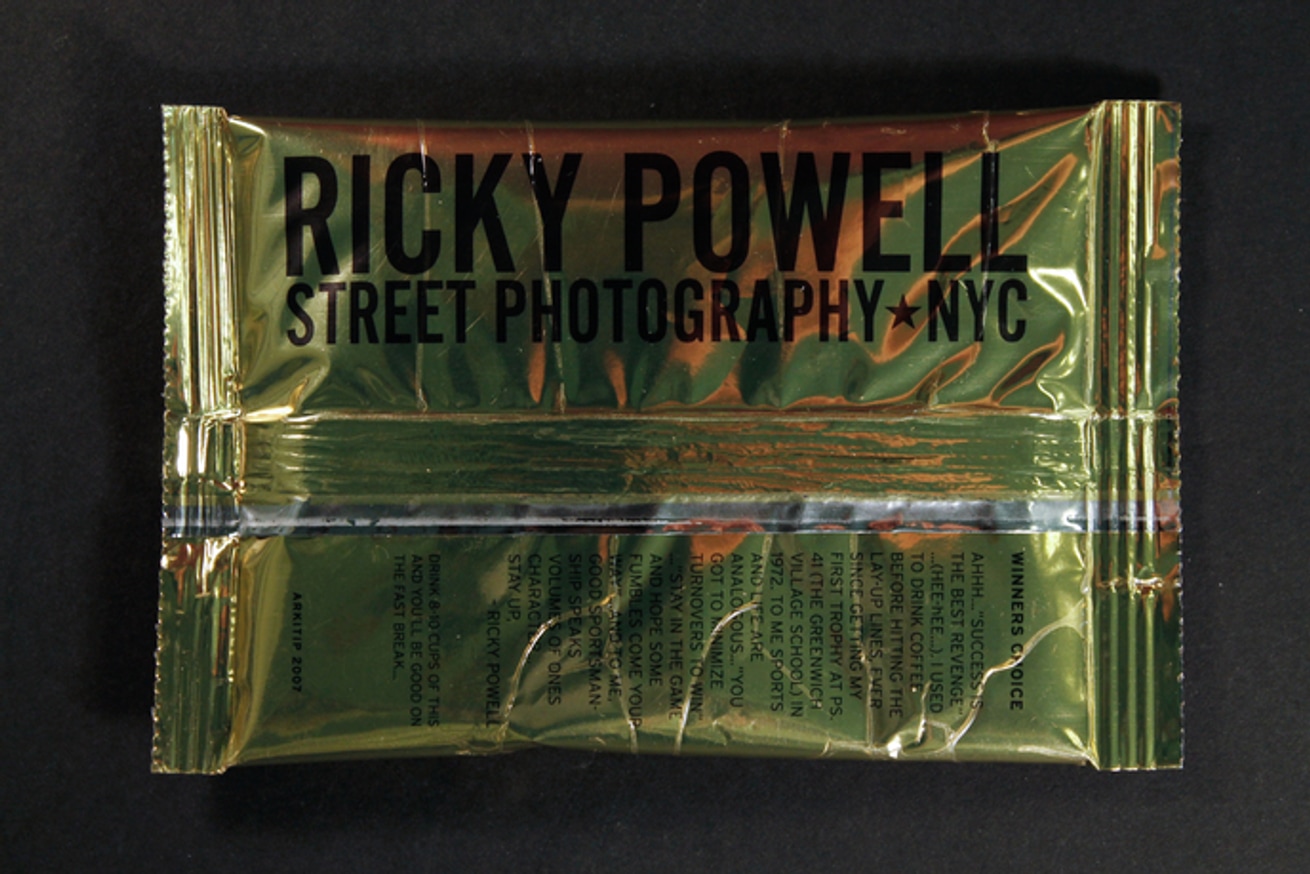 RICKY POWELL
STREET PHOTOGRAPHY★NYC
WINNERS CHOICE
AHHH... "SUCCESS IS
THE BEST REVENGE"
...(HEE-HEE...), I USED
TO DRINK COFFEE
BEFORE HITTING THE
LAY-UP LINES, EVER
SINCE GETTING MY
FIRST TROPHY AT P.S.
41 (THE GREENWICH
VILLAGE SCHOOL) IN
1972. TO ME SPORTS
AND LIFE ARE
ANALOGOUS... "YOU
GOT TO MINIMIZE
TURNOVERS TO WIN"
... "STAY IN THE GAME
AND HOPE SOME
FUMBLES COME YOUR
WAY"... AND TO ME,
GOOD SPORTSMAN-
SHIP SPEAKS
VOLUMES OF ONES
CHARACTER.
STAY UP,
- RICKY POWELL
DRINK 8-10 CUPS OF THIS
AND YOU'LL BE GOOD ON
THE FAST BREAK...
ARKITIP 2007